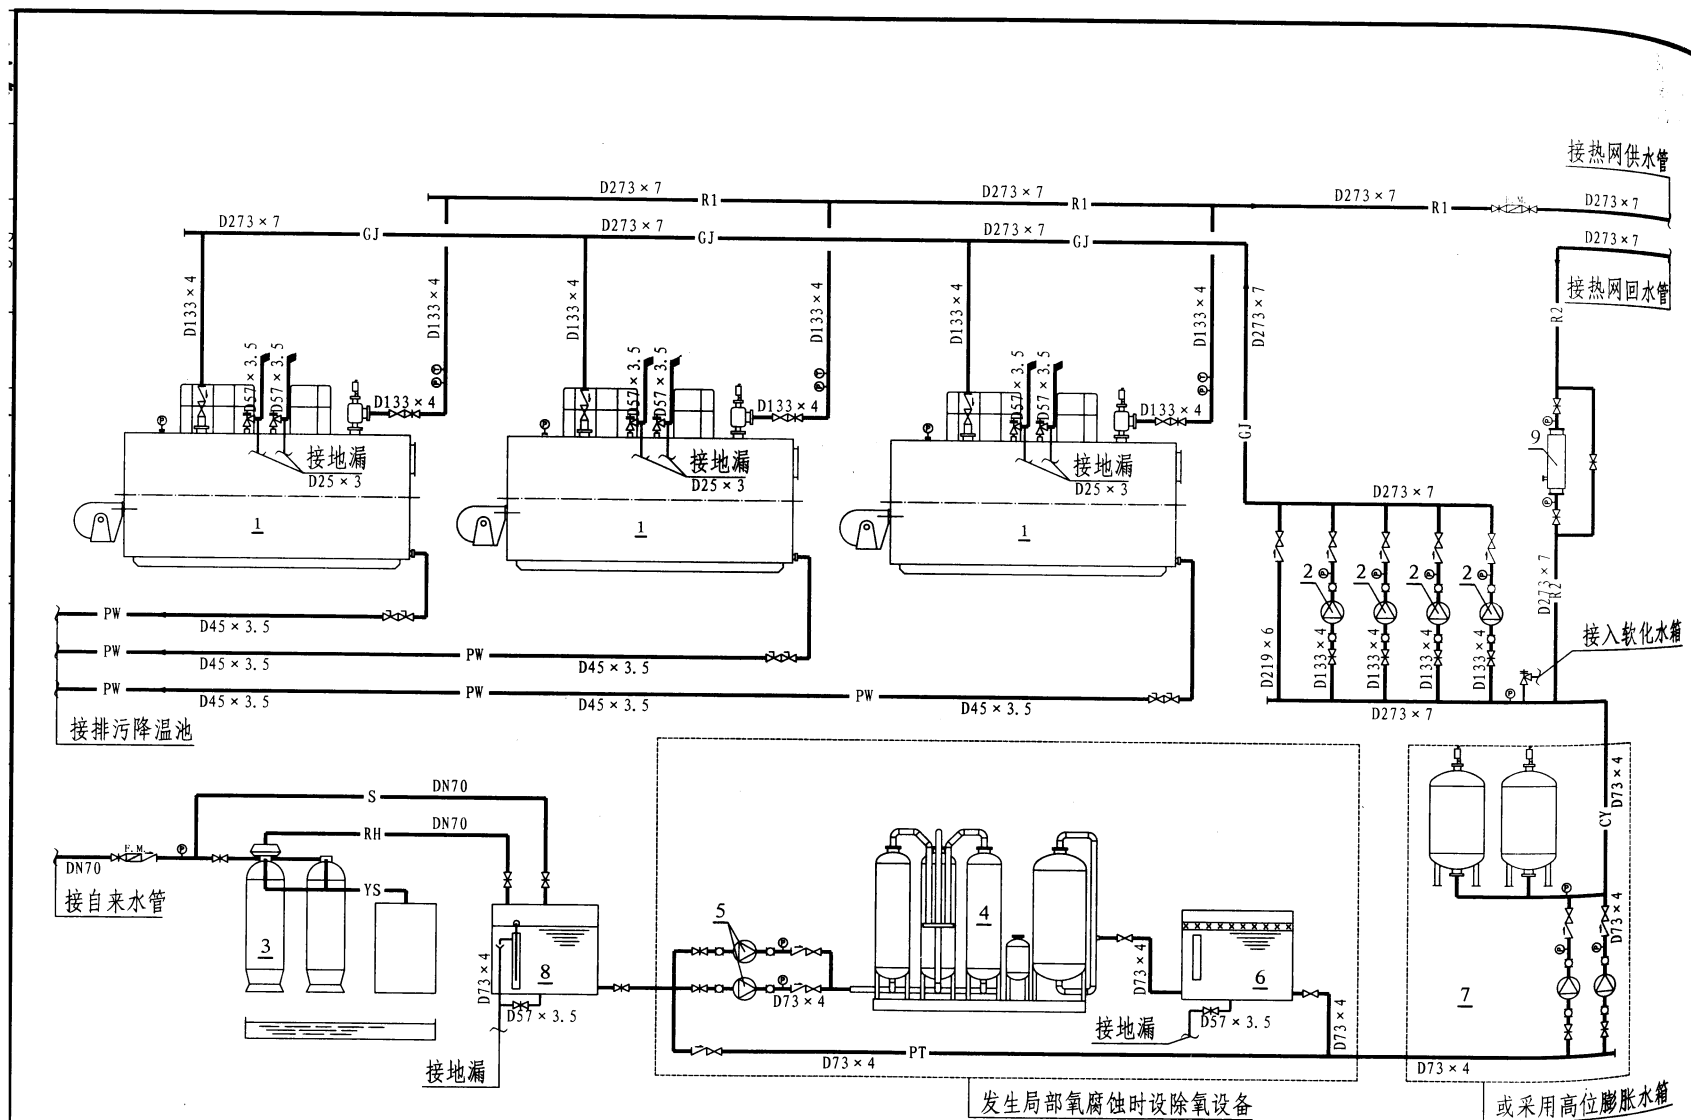 接热网供水管
D273×7
R1
D273×7
R1
D273×7
R1
F.M.
D273×7
D273×7
GJ
D273×7
GJ
D273×7
GJ
D273×7
接热网回水管
R2
D133×4
D133×4
D133×4
D133×4
D133×4
D133×4
D273×7
GJ
D57×3.5
D57×3.5
D133×4
D57×3.5
D57×3.5
D133×4
D57×3.5
D57×3.5
D133×4
接地漏
D25×3
接地漏
D25×3
接地漏
D25×3
1
1
1
9
D273×7
2
2
2
2
D273×7
R2
D219×6
D133×4
D133×4
D133×4
D133×4
接入软化水箱
D273×7
PW
D45×3.5
PW
D45×3.5
PW
D45×3.5
PW
D45×3.5
PW
D45×3.5
PW
D45×3.5
接排污降温池
S
DN70
RH
DN70
F.M.
DN70
接自来水管
YS
3
8
D73×4
D57×3.5
接地漏
5
D73×4
4
D73×4
6
D57×3.5
接地漏
D73×4
PT
D73×4
发生局部氧腐蚀时设除氧设备
D73×4
CY
D73×4
7
D73×4
或采用高位膨胀水箱